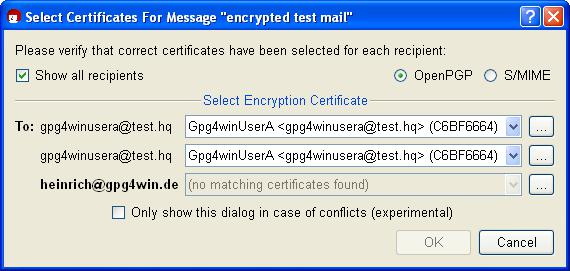 Select Certificates For Message "encrypted test mail"
Please verify that correct certificates have been selected for each recipient:
Show all recipients OpenPGP S/MIME
Select Encryption Certificate
To: gpg4winusera@test.hq Gpg4winUserA <gpg4winusera@test.hq> (C6BF6664) ...
gpg4winusera@test.hq Gpg4winUserA <gpg4winusera@test.hq> (C6BF6664) ...
heinrich@gpg4win.de (no matching certificates found) ...
Only show this dialog in case of conflicts (experimental)
OK Cancel